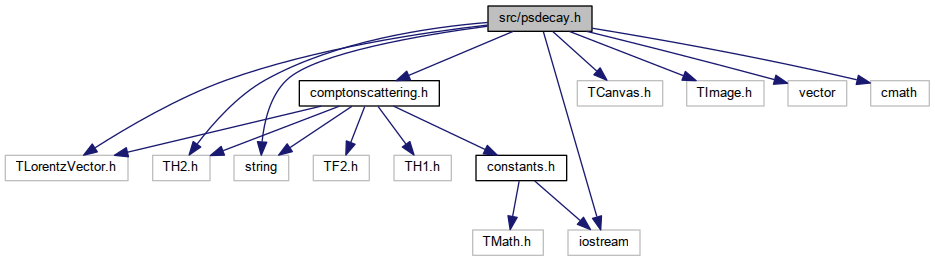 src/psdecay.h
comptonscattering.h
TCanvas.h
TImage.h
vector
cmath
TLorentzVector.h
TH2.h
string
TF2.h
TH1.h
constants.h
TMath.h
iostream